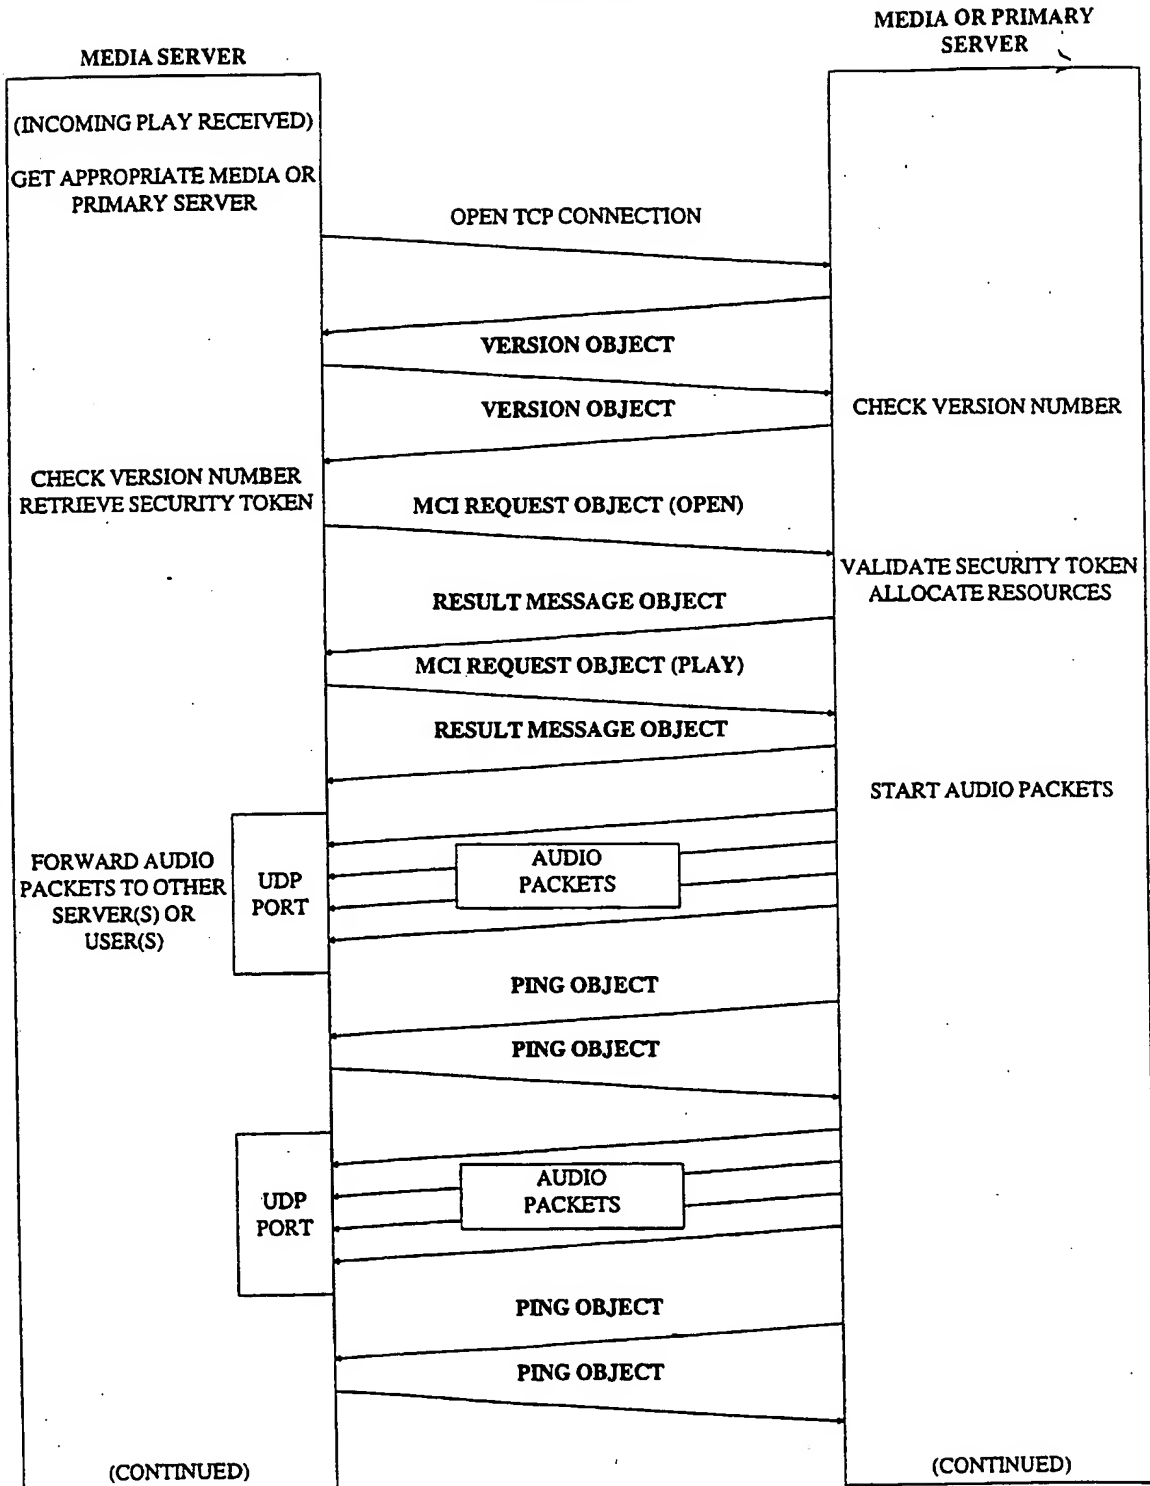 MEDIA OR PRIMARY
SERVER
MEDIA SERVER
(INCOMING PLAY RECEIVED)
GET APPROPRIATE MEDIA OR
PRIMARY SERVER
OPEN TCP CONNECTION
VERSION OBJECT
VERSION OBJECT
CHECK VERSION NUMBER
CHECK VERSION NUMBER
RETRIEVE SECURITY TOKEN
MCI REQUEST OBJECT (OPEN)
VALIDATE SECURITY TOKEN
ALLOCATE RESOURCES
RESULT MESSAGE OBJECT
MCI REQUEST OBJECT (PLAY)
RESULT MESSAGE OBJECT
START AUDIO PACKETS
FORWARD AUDIO
PACKETS TO OTHER
SERVER(S) OR
USER(S)
UDP
PORT
AUDIO
PACKETS
PING OBJECT
PING OBJECT
UDP
PORT
AUDIO
PACKETS
PING OBJECT
PING OBJECT
(CONTINUED)
(CONTINUED)